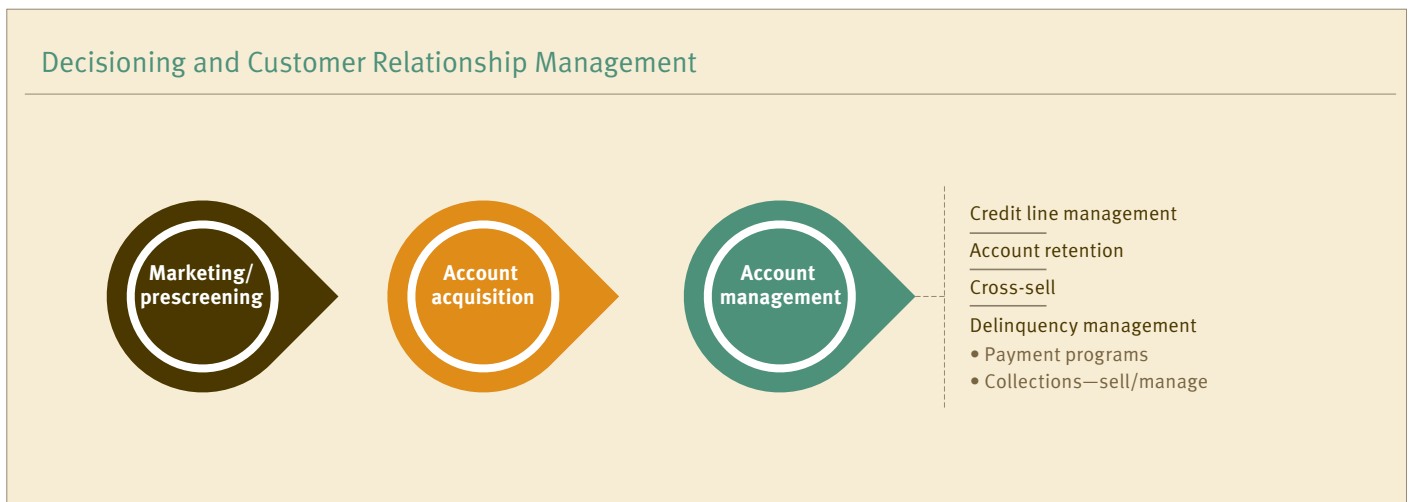 Decisioning and Customer Relationship Management
Marketing/
prescreening
Account
acquisition
Account
management
Credit line management
Account retention
Cross-sell
Delinquency management
• Payment programs
• Collections—sell/manage